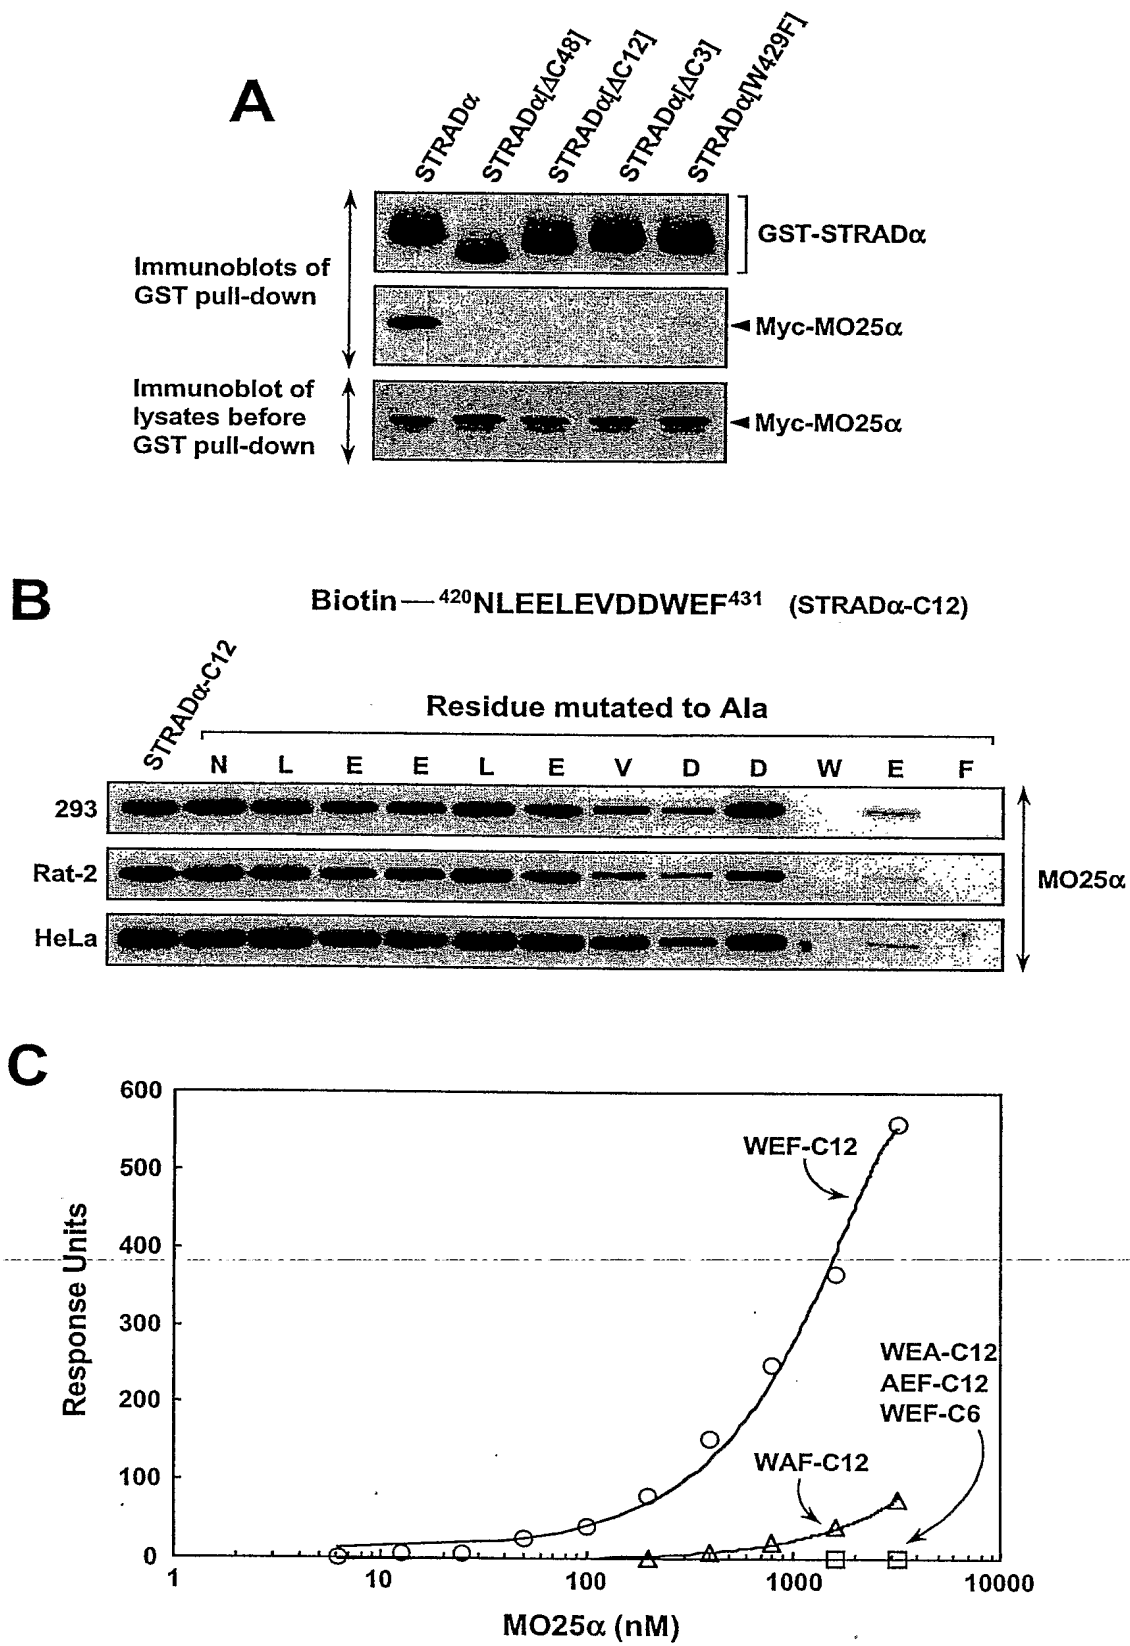 A
STRADα
STRADα[ΔC48]
STRADα[ΔC12]
STRADα[ΔC3]
STRADα[W429F]
Immunoblots of
GST pull-down
GST-STRADα
Myc-MO25α
Immunoblot of
lysates before
GST pull-down
Myc-MO25α
B
Biotin — 420NLEELEVDDWEF431 (STRADα-C12)
STRADα-C12
Residue mutated to Ala
N L E E L E V D D W E F
293
Rat-2
HeLa
MO25α
C
600
500
400
300
200
100
0
Response Units
WEF-C12
WEA-C12
AEF-C12
WEF-C6
WAF-C12
1 10 100 1000 10000
MO25α (nM)